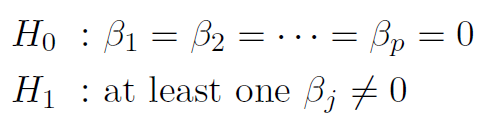 H₀ : β₁ = β₂ = ⋯ = βₚ = 0
H₁ : at least one βⱼ ≠ 0